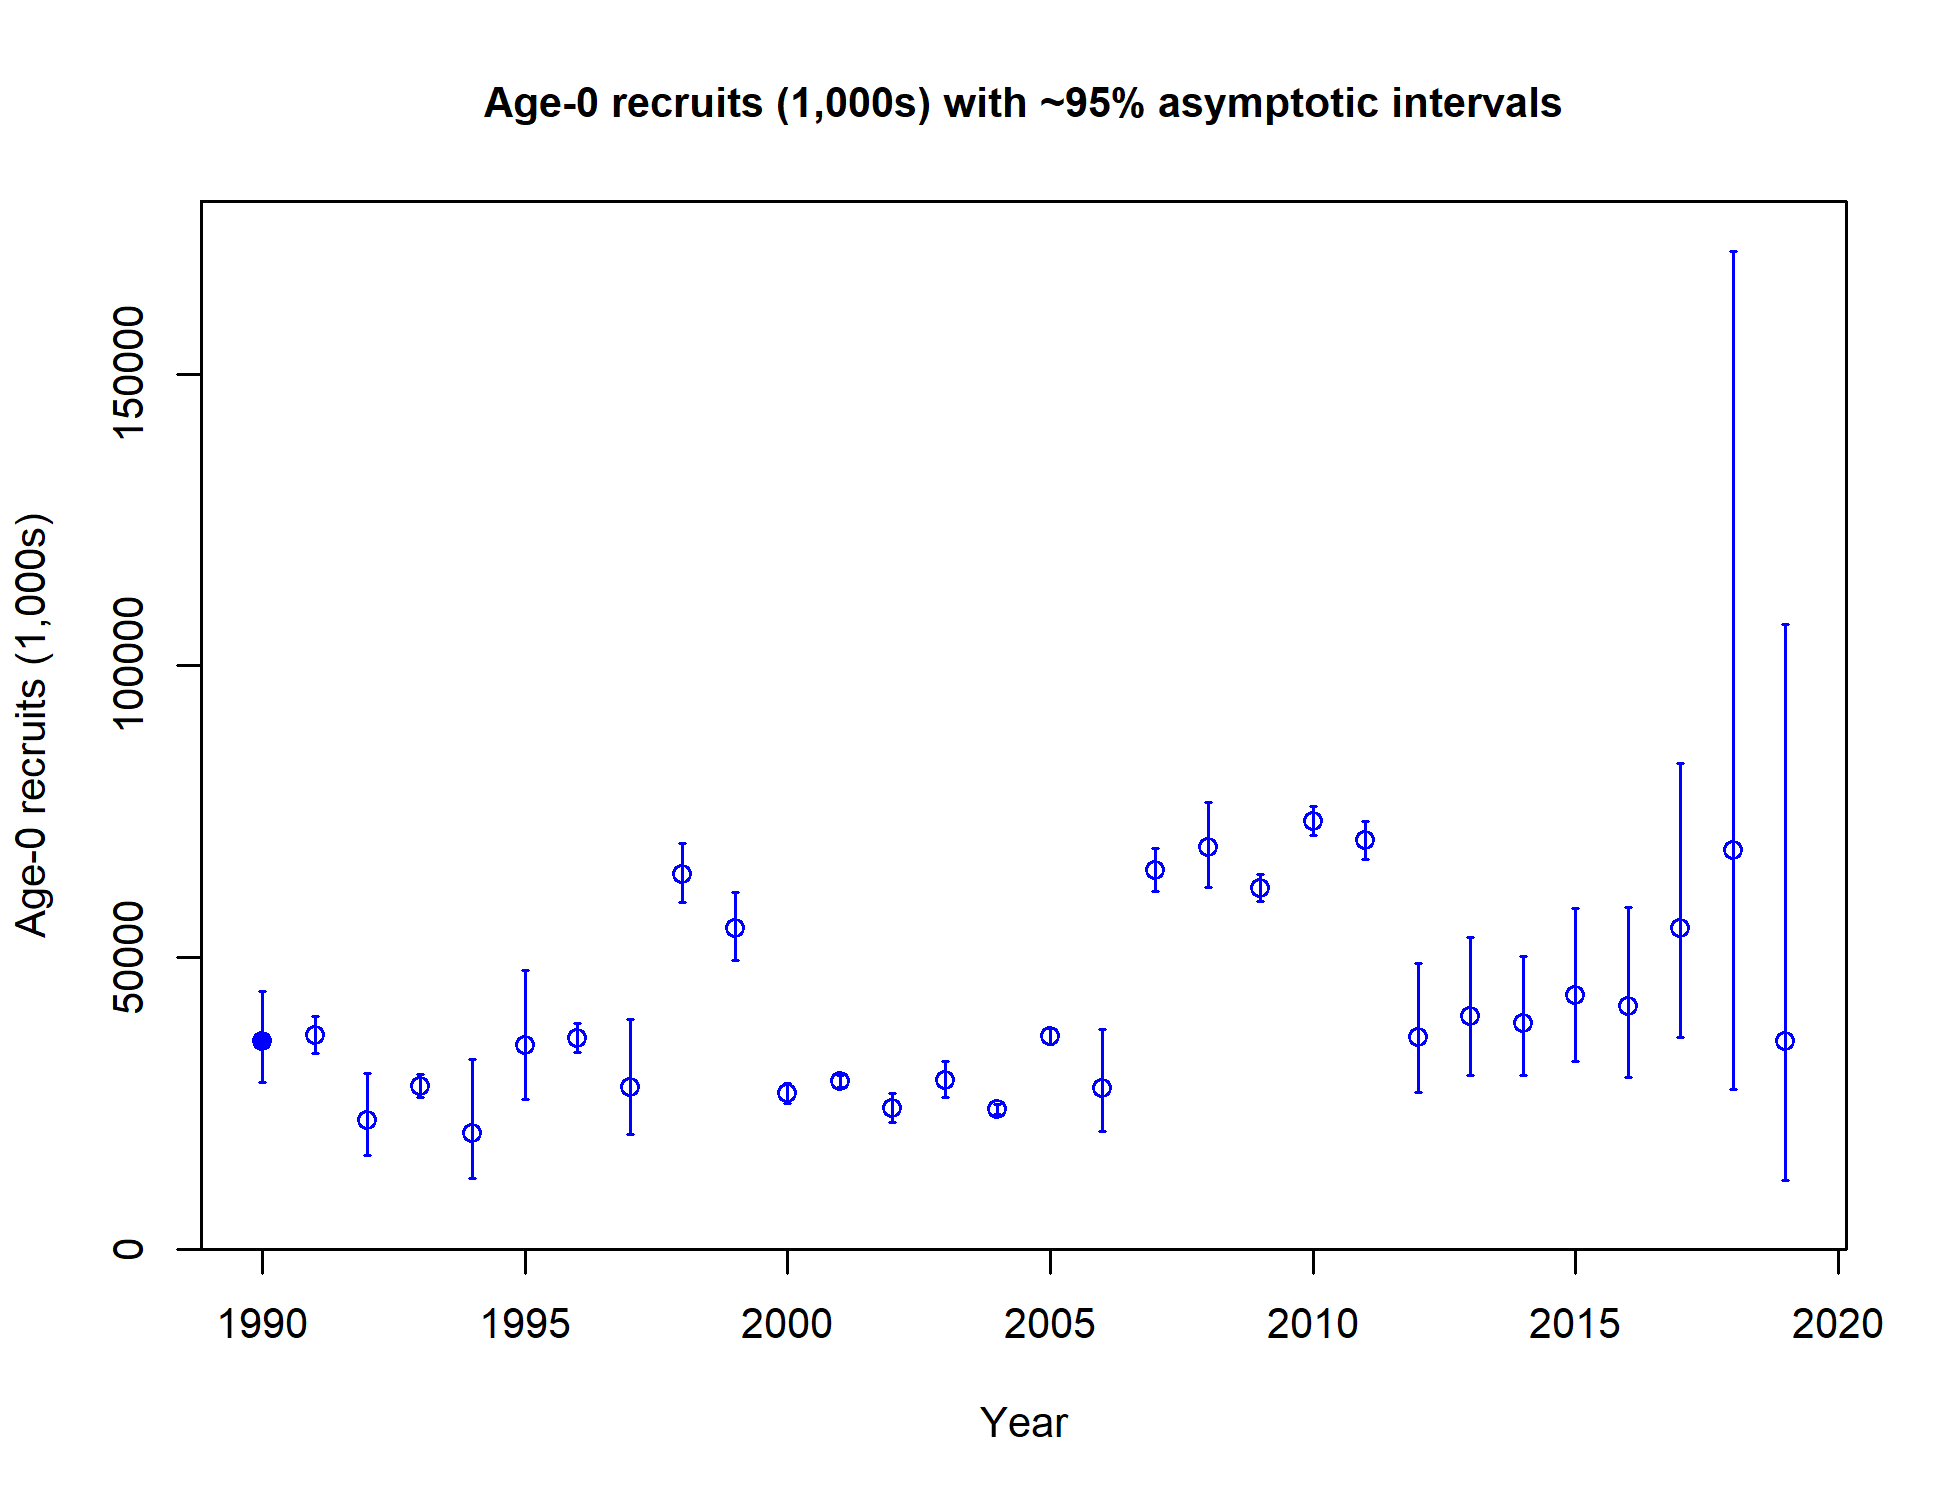 Age-0 recruits (1,000s) with ~95% asymptotic intervals
Age-0 recruits (1,000s)
150000
100000
50000
0
1990 1995 2000 2005 2010 2015 2020
Year